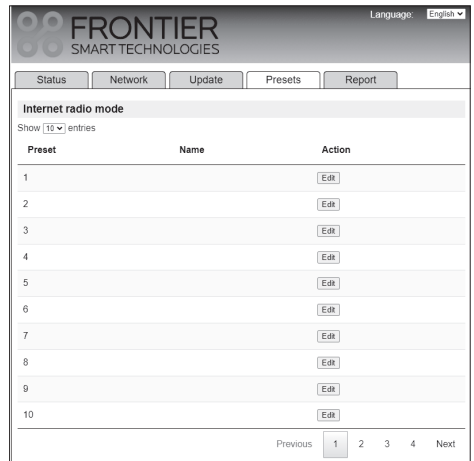 Language: English
FRONTIER
SMART TECHNOLOGIES
Status Network Update Presets Report
Internet radio mode
Show 10 entries
Preset Name Action
1 Edit
2 Edit
3 Edit
4 Edit
5 Edit
6 Edit
7 Edit
8 Edit
9 Edit
10 Edit
Previous 1 2 3 4 Next